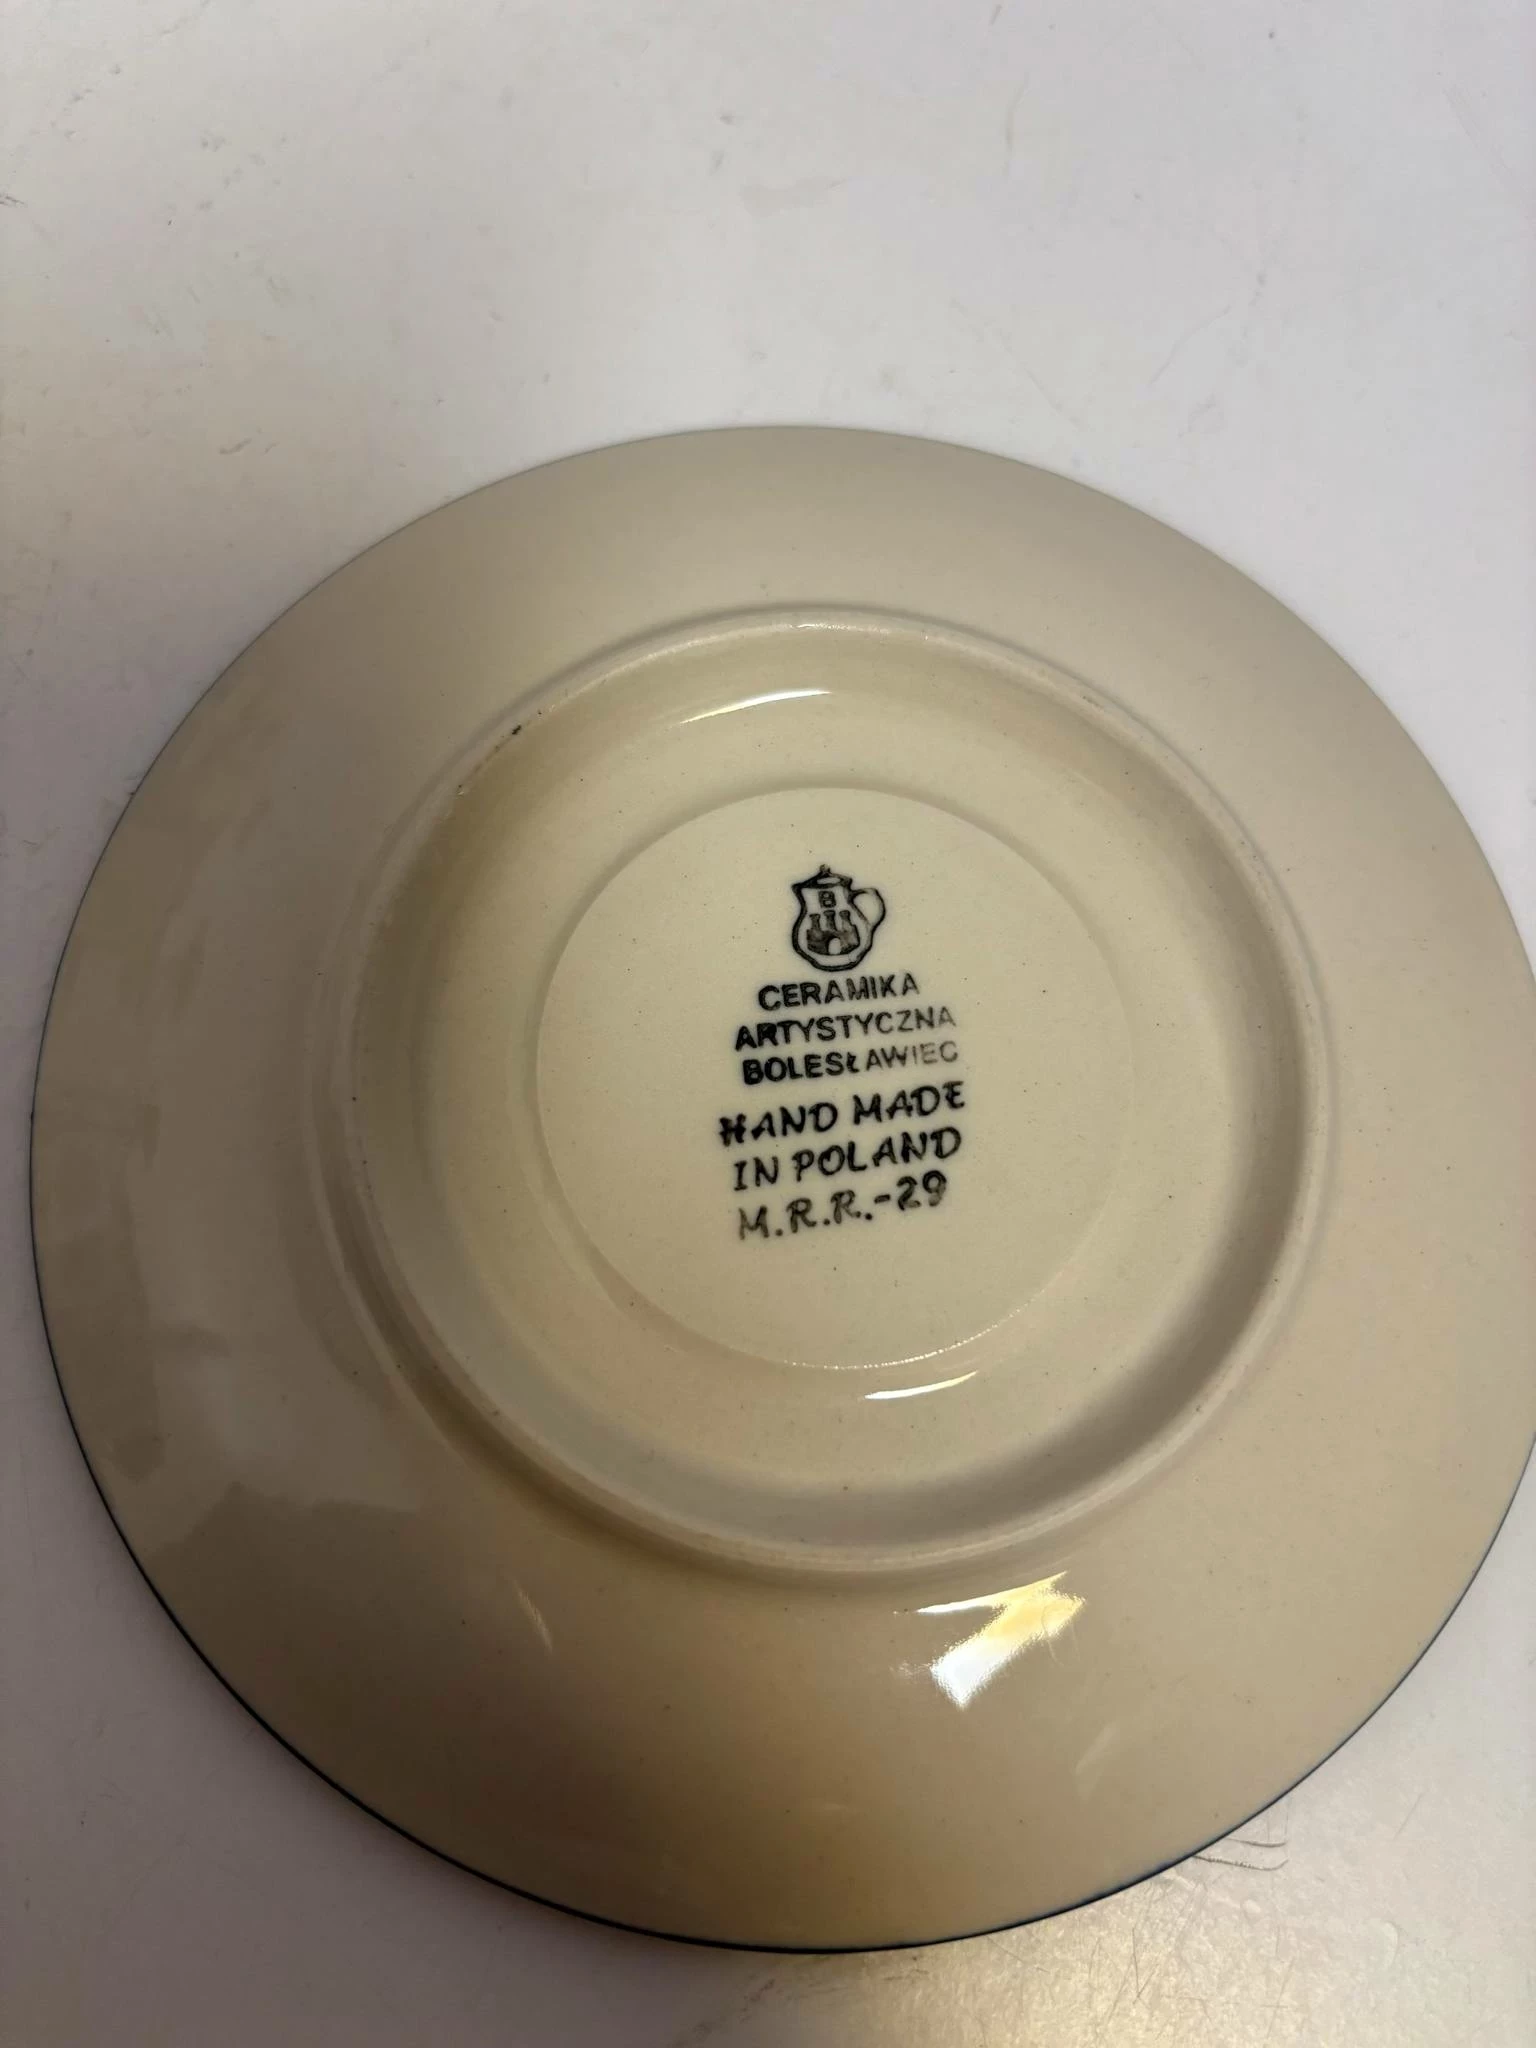 B
CERAMIKA
ARTYSTYCZNA
BOLESŁAWIEC
HAND MADE
IN POLAND
M.R.R.-29